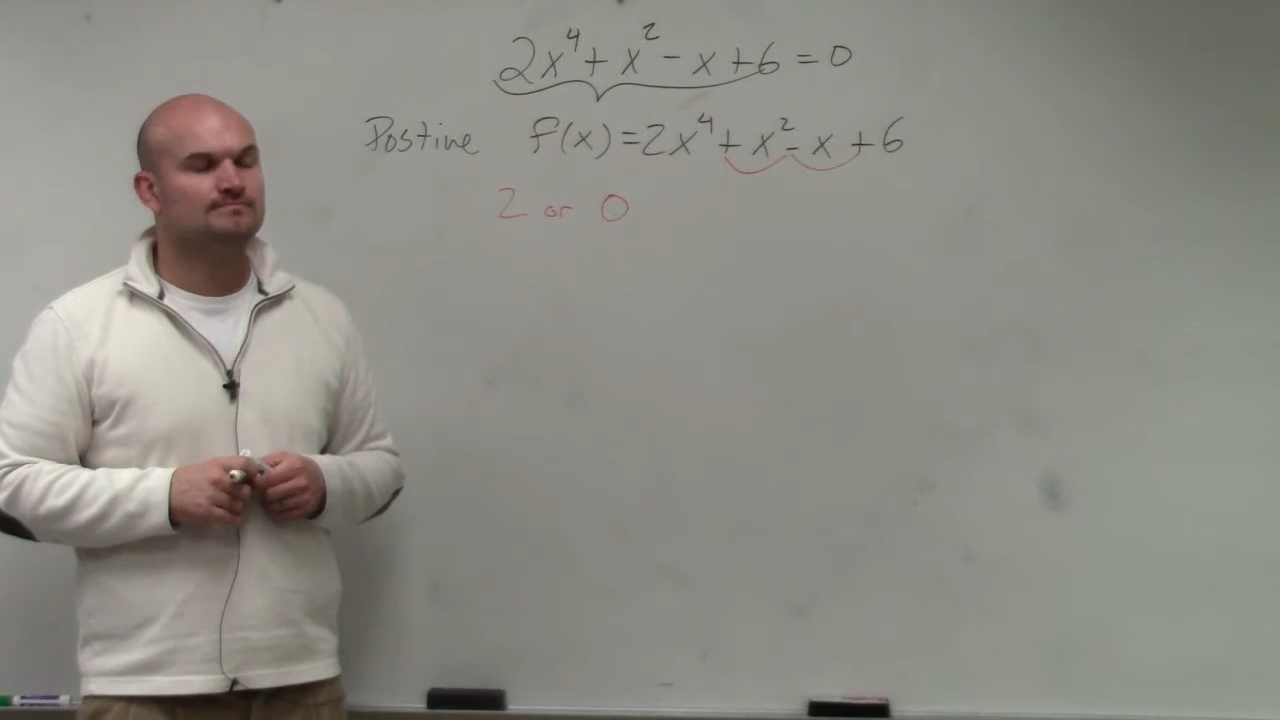 2x⁴ + x² - x + 6 = 0
Postive f(x) = 2x⁴ + x² - x + 6
2 or 0